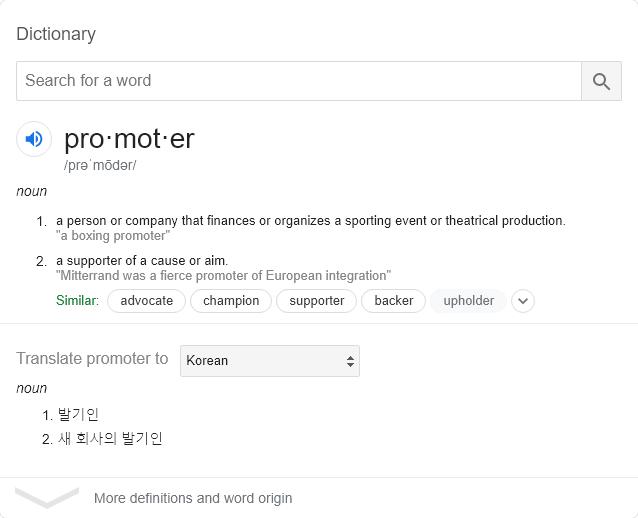 Dictionary
Search for a word
pro·mot·er
/prəˈmōdər/
noun
1. a person or company that finances or organizes a sporting event or theatrical production.
"a boxing promoter"
2. a supporter of a cause or aim.
"Mitterrand was a fierce promoter of European integration"
Similar: advocate champion supporter backer upholder
Translate promoter to Korean
noun
1. 발기인
2. 새 회사의 발기인
More definitions and word origin